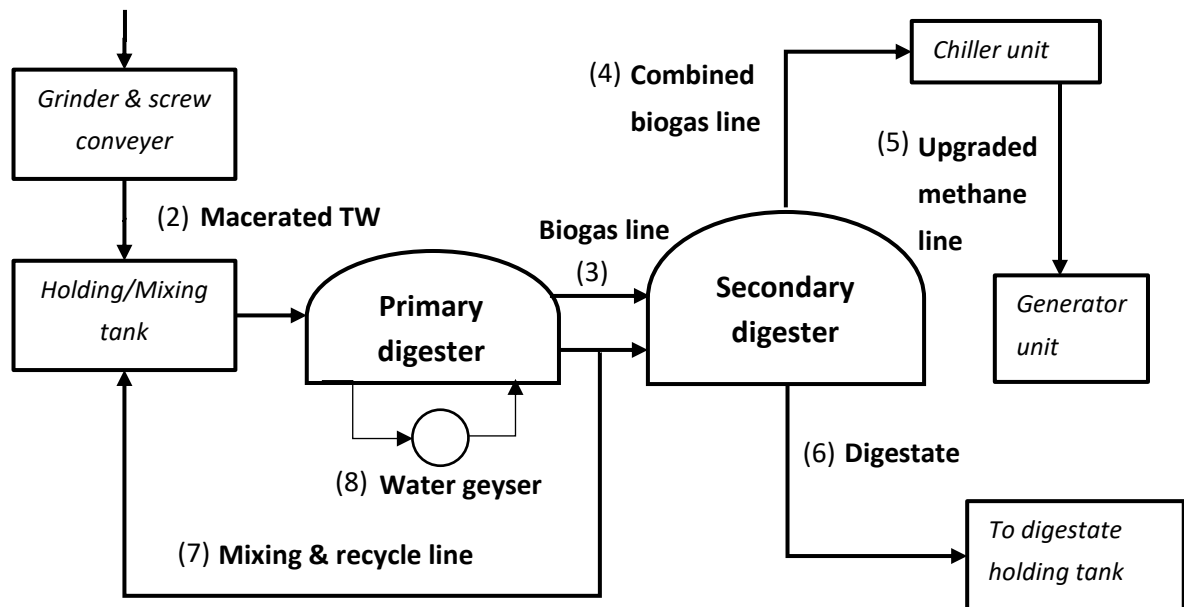 Grinder & screw
conveyer
(2) Macerated TW
Holding/Mixing
tank
Primary
digester
(8) Water geyser
(7) Mixing & recycle line
Biogas line
(3)
Secondary
digester
(4) Combined
biogas line
Chiller unit
(5) Upgraded
methane
line
Generator
unit
(6) Digestate
To digestate
holding tank